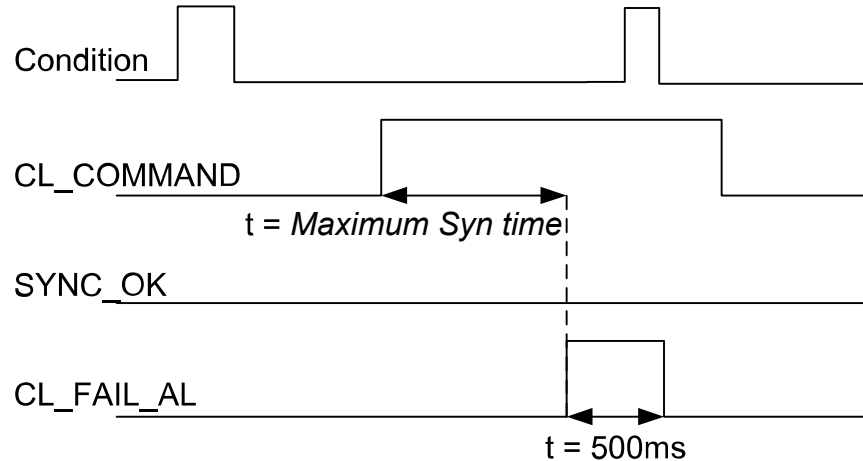 Condition
CL_COMMAND
t = Maximum Syn time
SYNC_OK
CL_FAIL_AL
t = 500ms